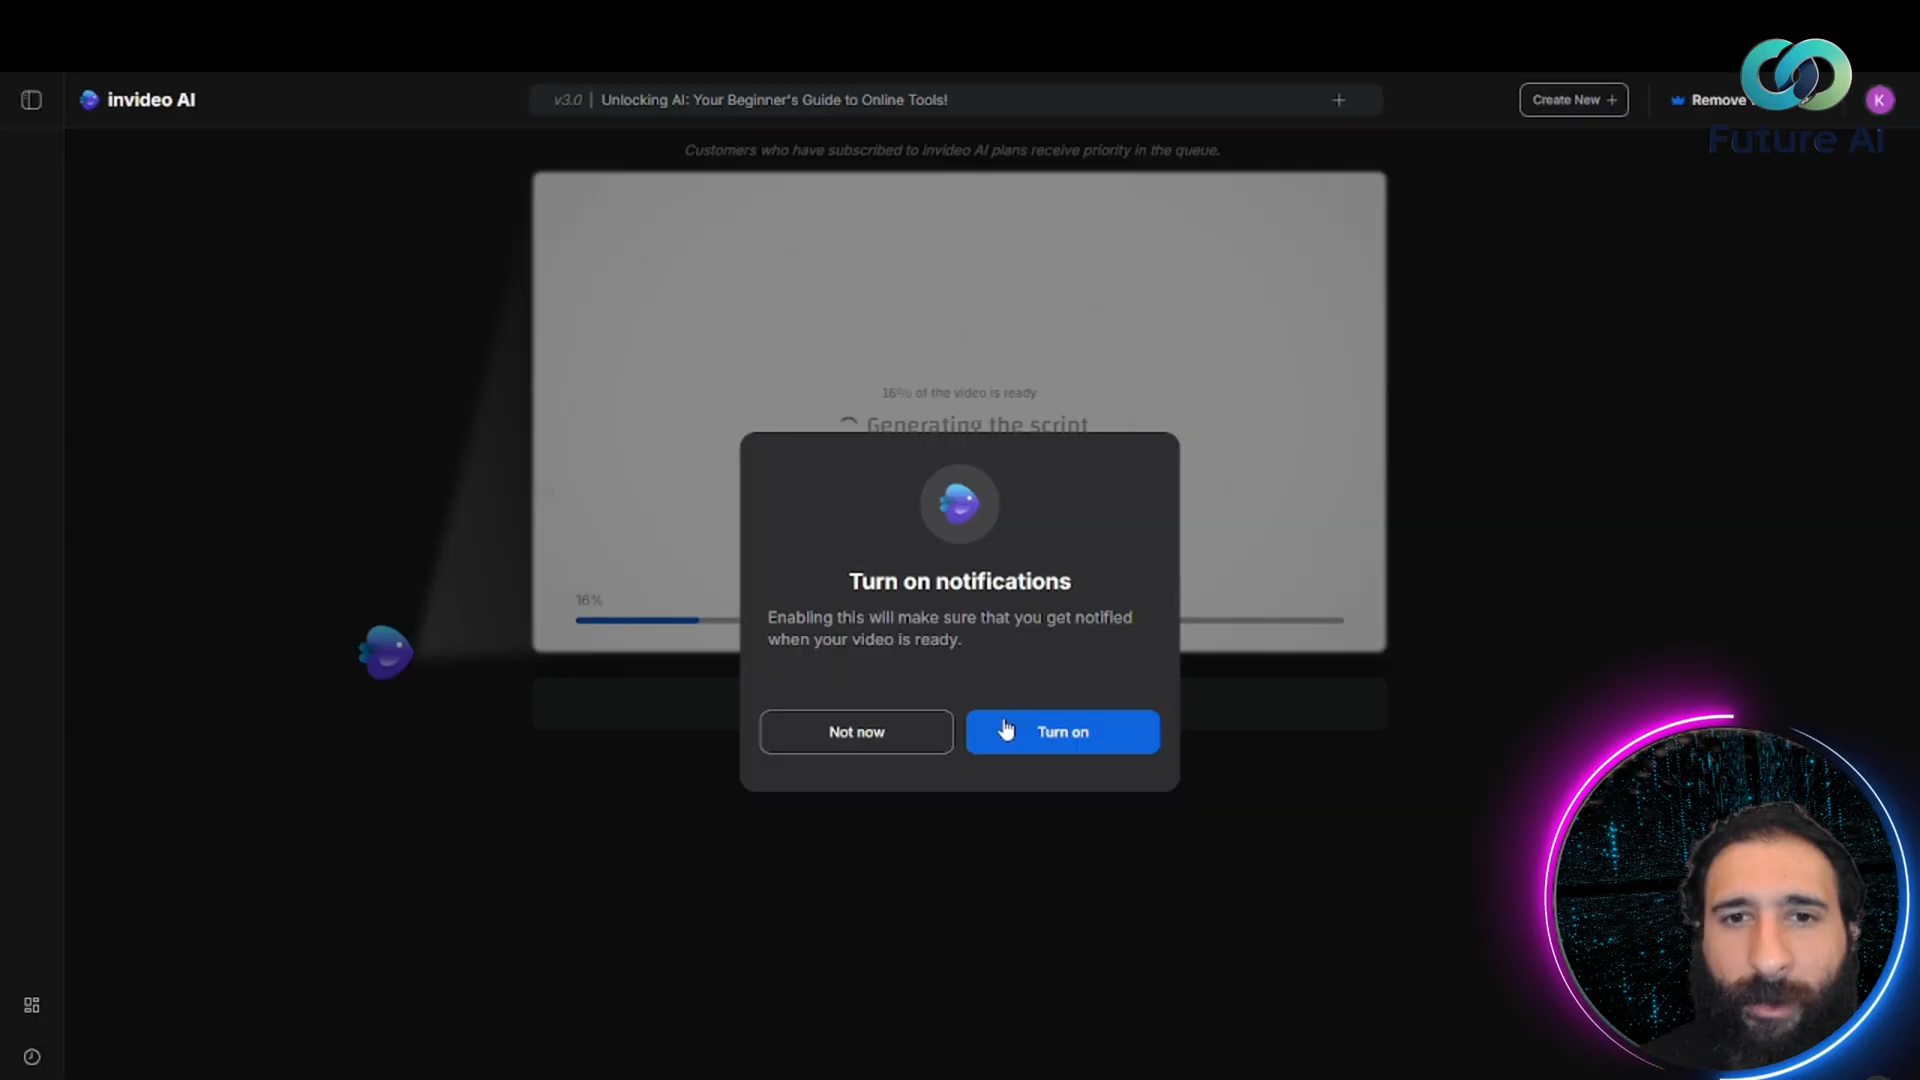 invideo AI
v3.0 | Unlocking AI: Your Beginner's Guide to Online Tools!
Create New +
Remove
K
Future AI
Customers who have subscribed to invideo AI plans receive priority in the queue.
16% of the video is ready
Generating the script
16%
Turn on notifications
Enabling this will make sure that you get notified
when your video is ready.
Not now
Turn on